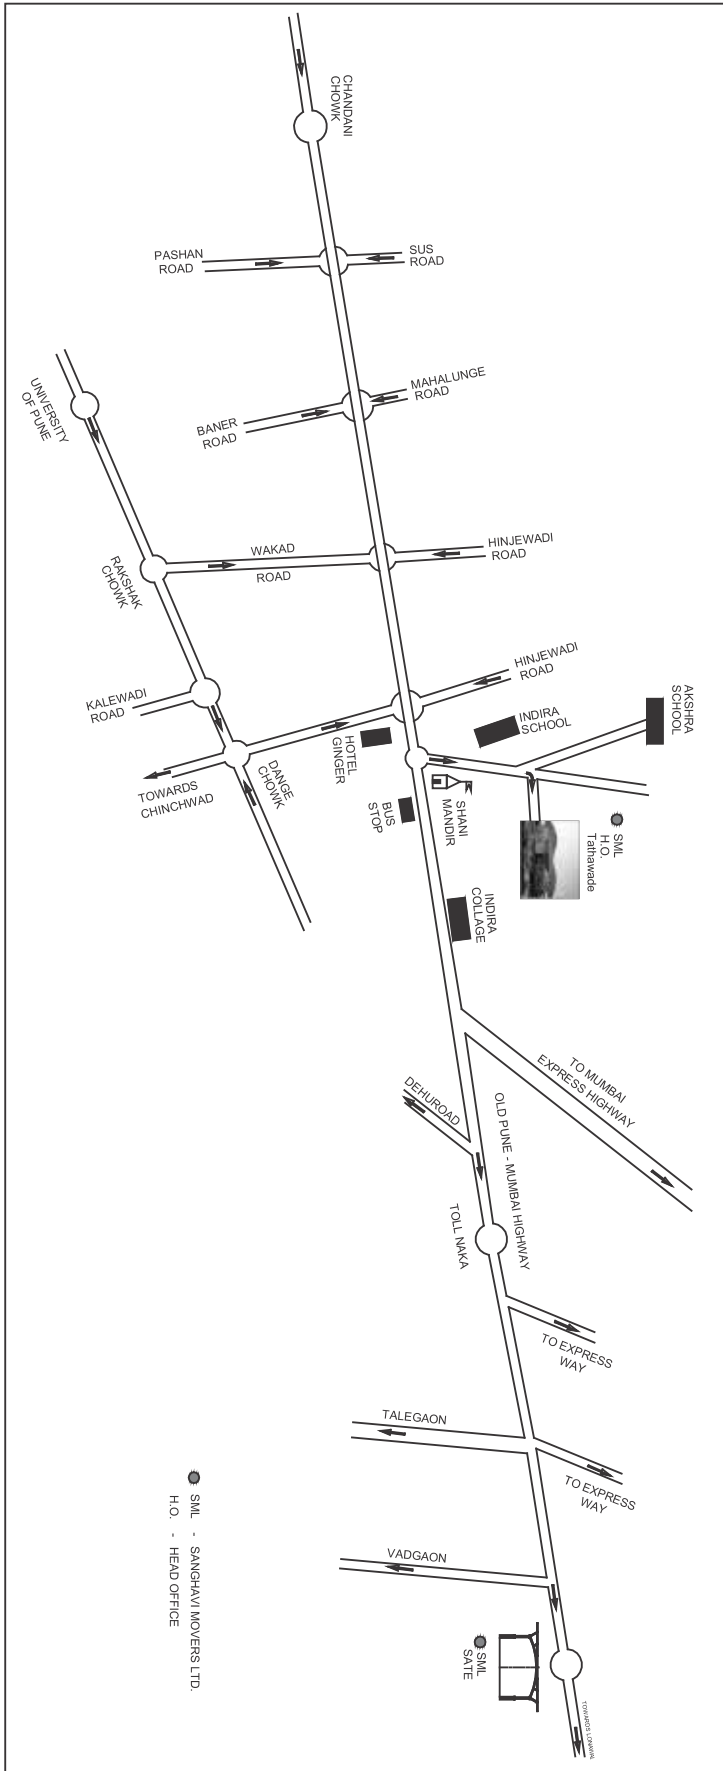 CHANDANI
CHOWK
PASHAN
ROAD
SUS
ROAD
MAHALUNGE
ROAD
BANER
ROAD
UNIVERSITY
OF PUNE
WAKAD
ROAD
HINJEWADI
ROAD
RAKSHAK
CHOWK
HINJEWADI
ROAD
KALEWADI
ROAD
AKSHRA
SCHOOL
INDIRA
SCHOOL
HOTEL
GINGER
DANGE
CHOWK
TOWARDS
CHINCHWAD
SHANI
MANDIR
BUS
STOP
SML
H.O.
Tathawade
INDIRA
COLLAGE
TO MUMBAI
EXPRESS HIGHWAY
DEHUROAD
OLD PUNE - MUMBAI HIGHWAY
TOLL NAKA
TO EXPRESS
WAY
TALEGAON
TO EXPRESS
WAY
VADGAON
SML
SATE
TOWARDS LONAVALA
SML - SANGHAVI MOVERS LTD.
H.O. - HEAD OFFICE